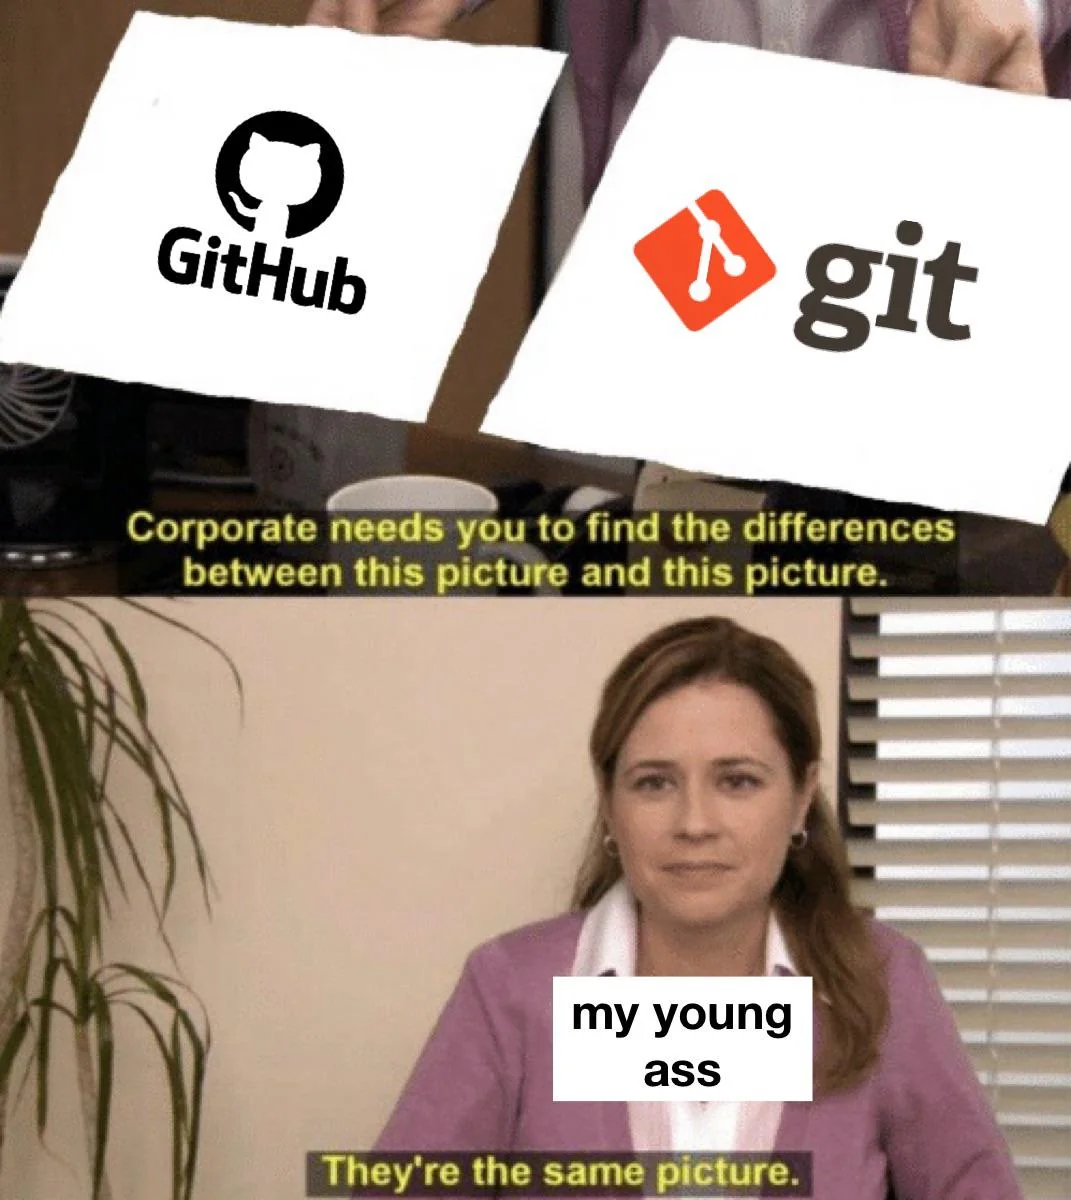 GitHub
git
Corporate needs you to find the differences
between this picture and this picture.
my young
ass
They're the same picture.